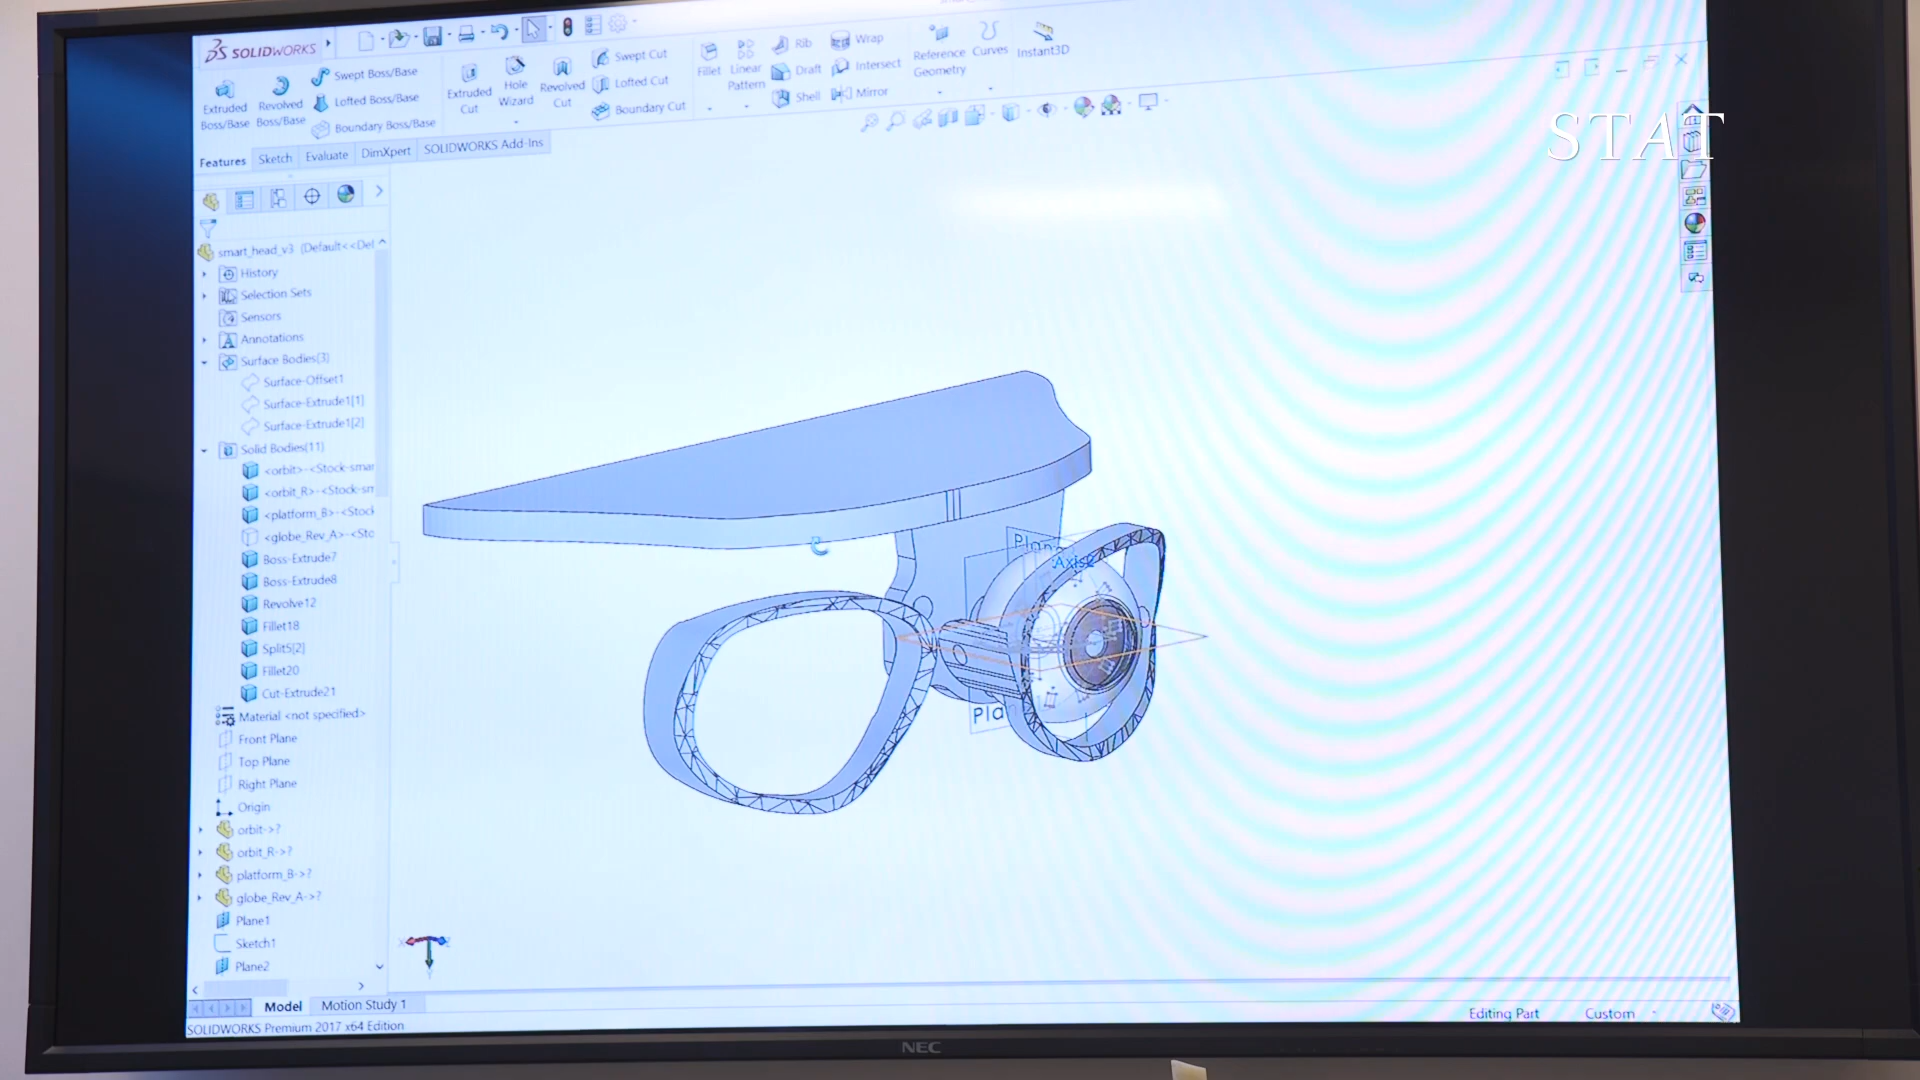 SOLIDWORKS
Extruded Boss/Base
Revolved Boss/Base
Swept Boss/Base
Lofted Boss/Base
Boundary Boss/Base
Extruded Cut
Hole Wizard
Revolved Cut
Swept Cut
Lofted Cut
Boundary Cut
Fillet
Linear Pattern
Rib
Draft
Shell
Wrap
Intersect
Mirror
Reference Geometry
Curves
Instant3D
STAT
Features Sketch Evaluate DimXpert SOLIDWORKS Add-Ins
smart_head_v3 (Default<<Def
History
Selection Sets
Sensors
Annotations
Surface Bodies(3)
Surface-Offset1
Surface-Extrude1[1]
Surface-Extrude1[2]
Solid Bodies(11)
<orbit>-<Stock-smar
<orbit_R>-<Stock-sm
<platform_B>-<Stock
<globe_Rev_A>-<Sto
Boss-Extrude7
Boss-Extrude8
Revolve12
Fillet18
Split5[2]
Fillet20
Cut-Extrude21
Material <not specified>
Front Plane
Top Plane
Right Plane
Origin
orbit->?
orbit_R->?
platform_B->?
globe_Rev_A->?
Plane1
Sketch1
Plane2
Model Motion Study 1
SOLIDWORKS Premium 2017 x64 Edition
Editing Part Custom
NEC